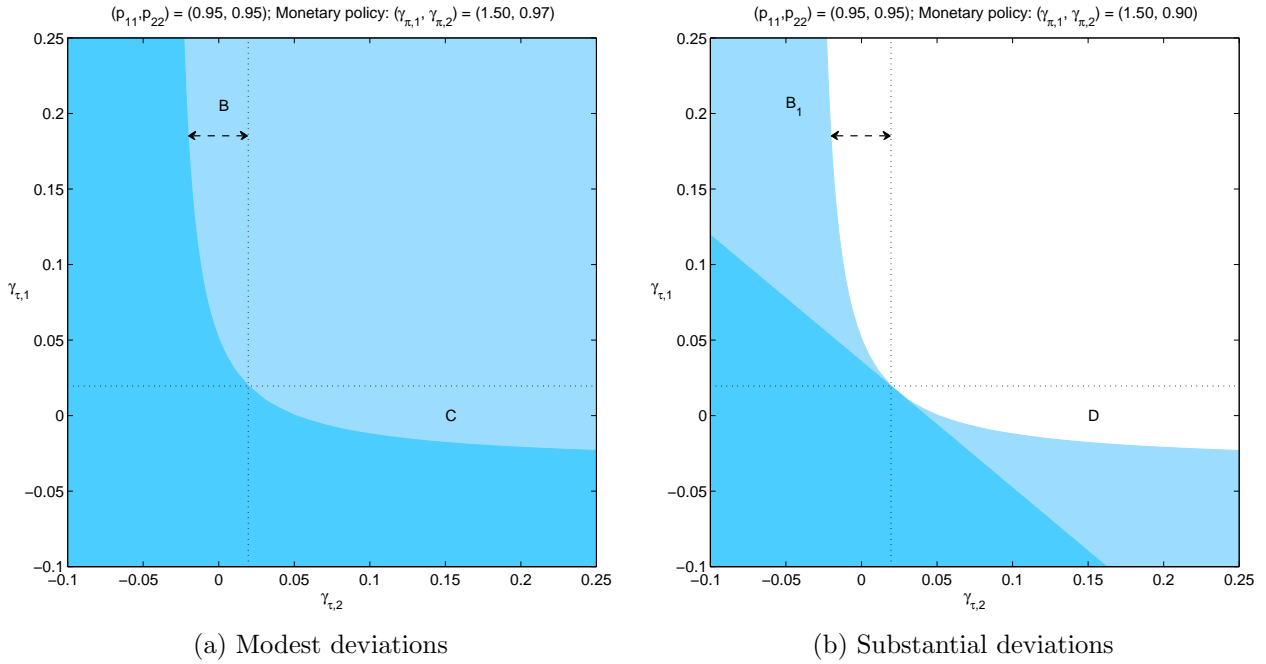 (p₁₁,p₂₂) = (0.95, 0.95); Monetary policy: (γπ,₁, γπ,₂) = (1.50, 0.97)
0.25
0.2
0.15
0.1
0.05
0
−0.05
−0.1
γτ,₁
B
C
−0.1 −0.05 0 0.05 0.1 0.15 0.2 0.25
γτ,₂
(a) Modest deviations
(p₁₁,p₂₂) = (0.95, 0.95); Monetary policy: (γπ,₁, γπ,₂) = (1.50, 0.90)
0.25
0.2
0.15
0.1
0.05
0
−0.05
−0.1
γτ,₁
B₁
D
−0.1 −0.05 0 0.05 0.1 0.15 0.2 0.25
γτ,₂
(b) Substantial deviations